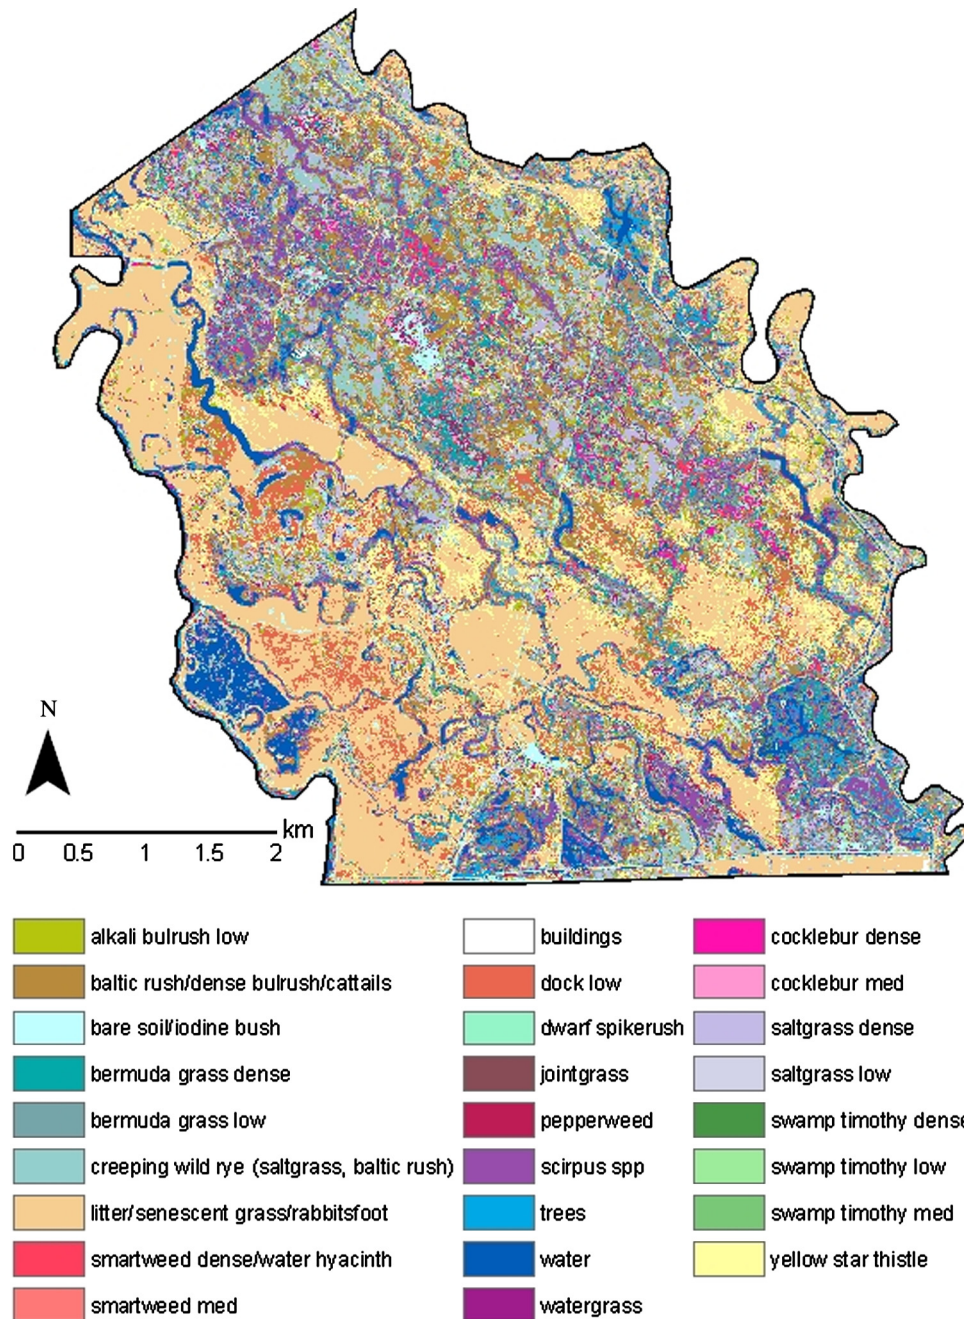 N
km
0 0.5 1 1.5 2
alkali bulrush low
baltic rush/dense bulrush/cattails
bare soil/iodine bush
bermuda grass dense
bermuda grass low
creeping wild rye (saltgrass, baltic rush)
litter/senescent grass/rabbitsfoot
smartweed dense/water hyacinth
smartweed med
buildings
dock low
dwarf spikerush
jointgrass
pepperweed
scirpus spp
trees
water
watergrass
cocklebur dense
cocklebur med
saltgrass dense
saltgrass low
swamp timothy dense
swamp timothy low
swamp timothy med
yellow star thistle